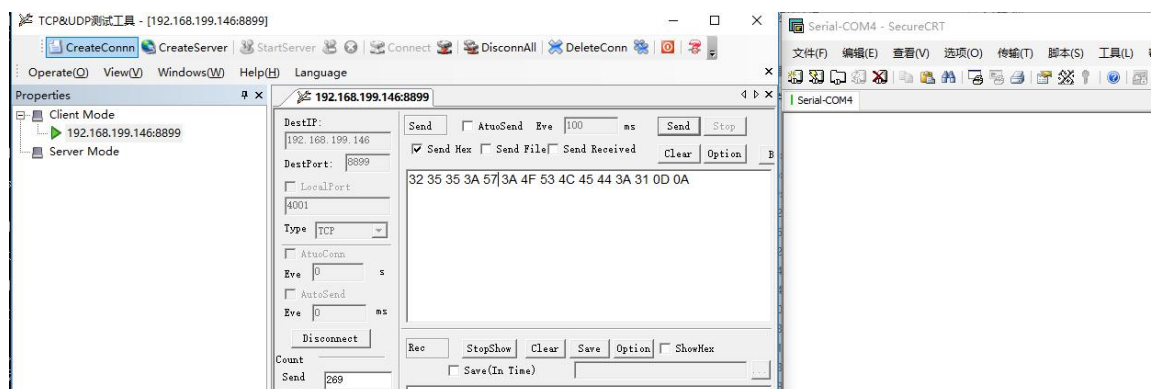 TCP&UDP测试工具 - [192.168.199.146:8899]
CreateConnn CreateServer StartServer Connect DisconnAll DeleteConn
Operate(O) View(V) Windows(W) Help(H) Language
Properties
Client Mode
192.168.199.146:8899
Server Mode
192.168.199.146:8899
DestIP:
192.168.199.146
DestPort: 8899
LocalPort
4001
Type TCP
AtuoConn
Eve 0 s
AutoSend
Eve 0 ms
Disconnect
Count
Send 269
Send AtuoSend Eve 100 ms Send Stop
Send Hex Send File Send Received Clear Option B
32 35 35 3A 57 3A 4F 53 4C 45 44 3A 31 0D 0A
Rec StopShow Clear Save Option ShowHex
Save(In Time) ...
Serial-COM4 - SecureCRT
文件(F) 编辑(E) 查看(V) 选项(O) 传输(T) 脚本(S) 工具(L)
Serial-COM4